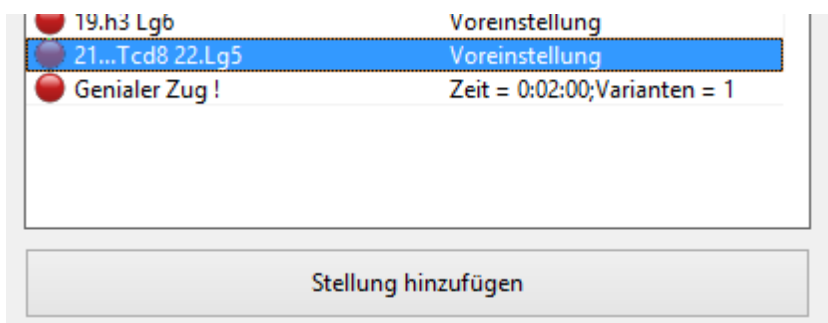 19.h3 Lg6 Voreinstellung
21...Tcd8 22.Lg5 Voreinstellung
Genialer Zug ! Zeit = 0:02:00;Varianten = 1
Stellung hinzufügen